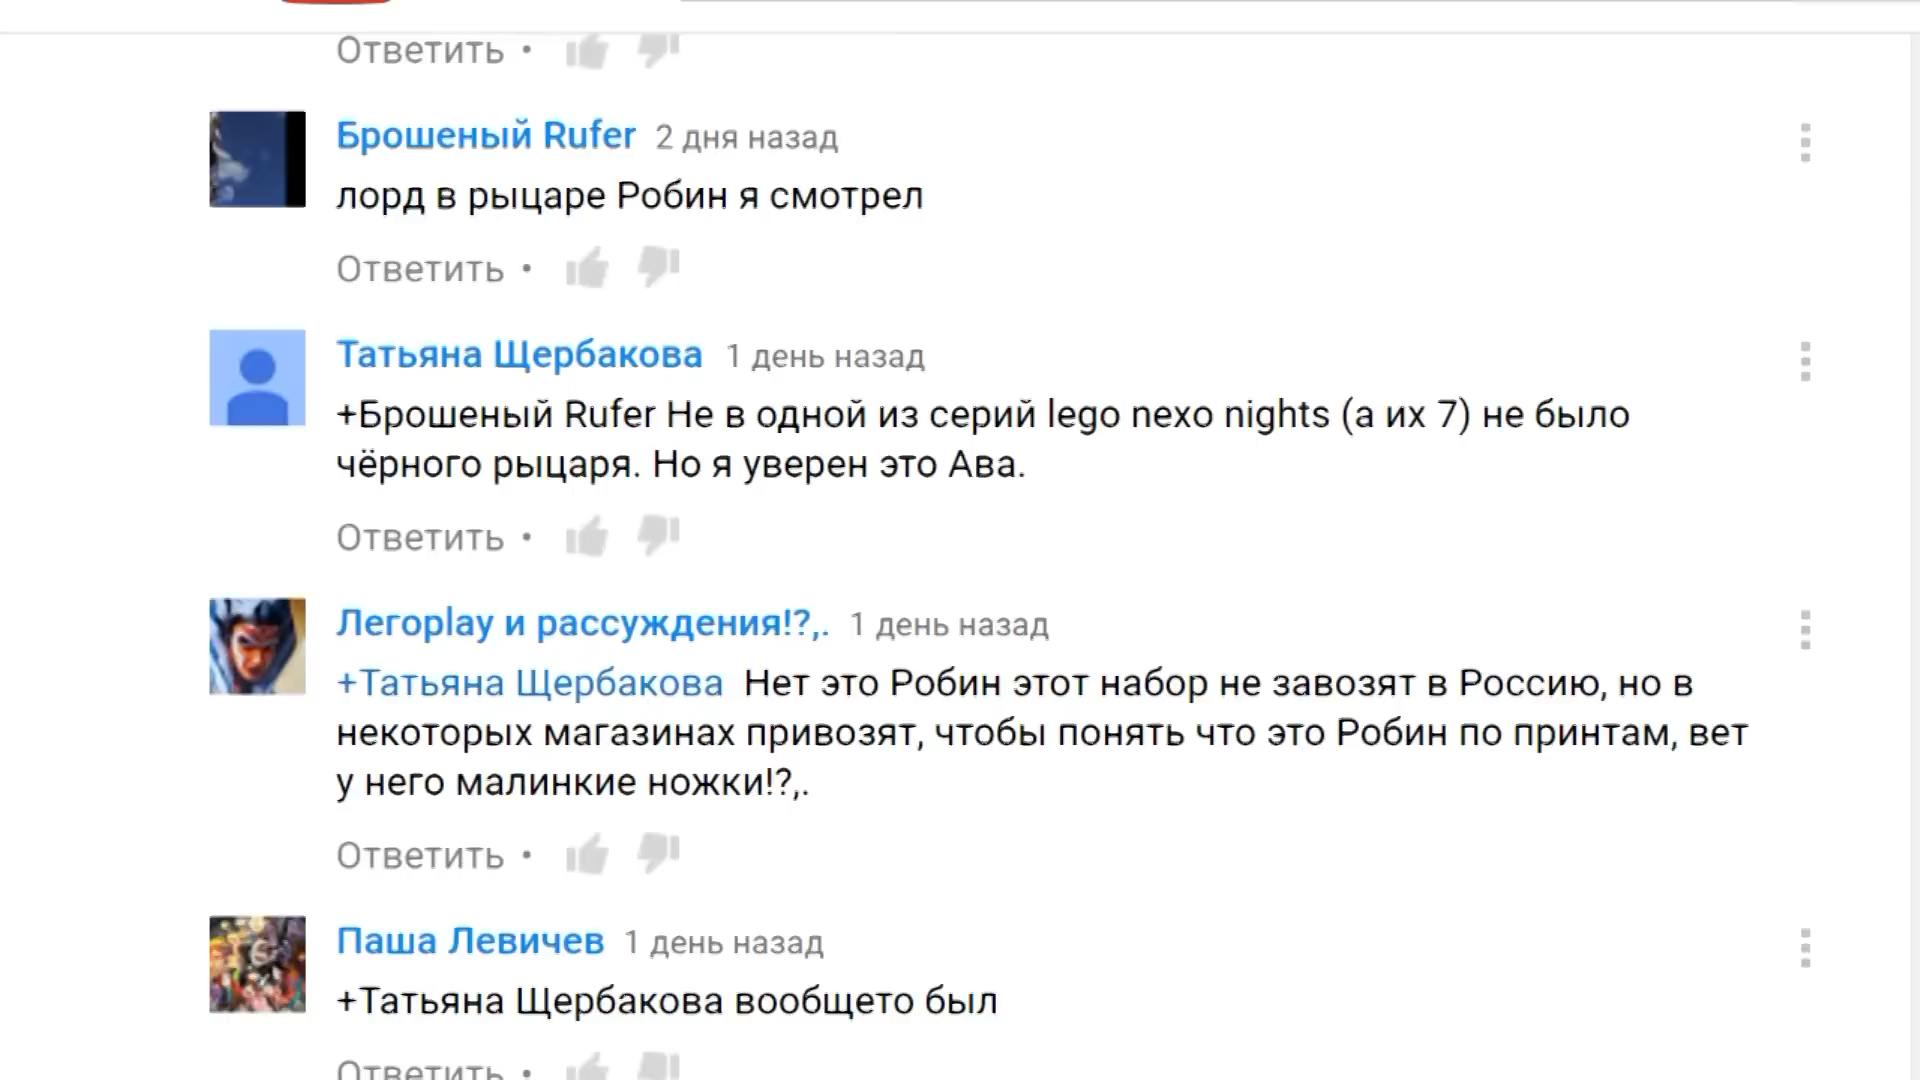 Ответить •
Брошеный Rufer 2 дня назад
лорд в рыцаре Робин я смотрел
Ответить •
Татьяна Щербакова 1 день назад
+Брошеный Rufer Не в одной из серий lego nexo nights (а их 7) не было
чёрного рыцаря. Но я уверен это Ава.
Ответить •
Легоplay и рассуждения!?,. 1 день назад
+Татьяна Щербакова Нет это Робин этот набор не завозят в Россию, но в
некоторых магазинах привозят, чтобы понять что это Робин по принтам, вет
у него малинкие ножки!?,.
Ответить •
Паша Левичев 1 день назад
+Татьяна Щербакова вообщето был
Ответить •